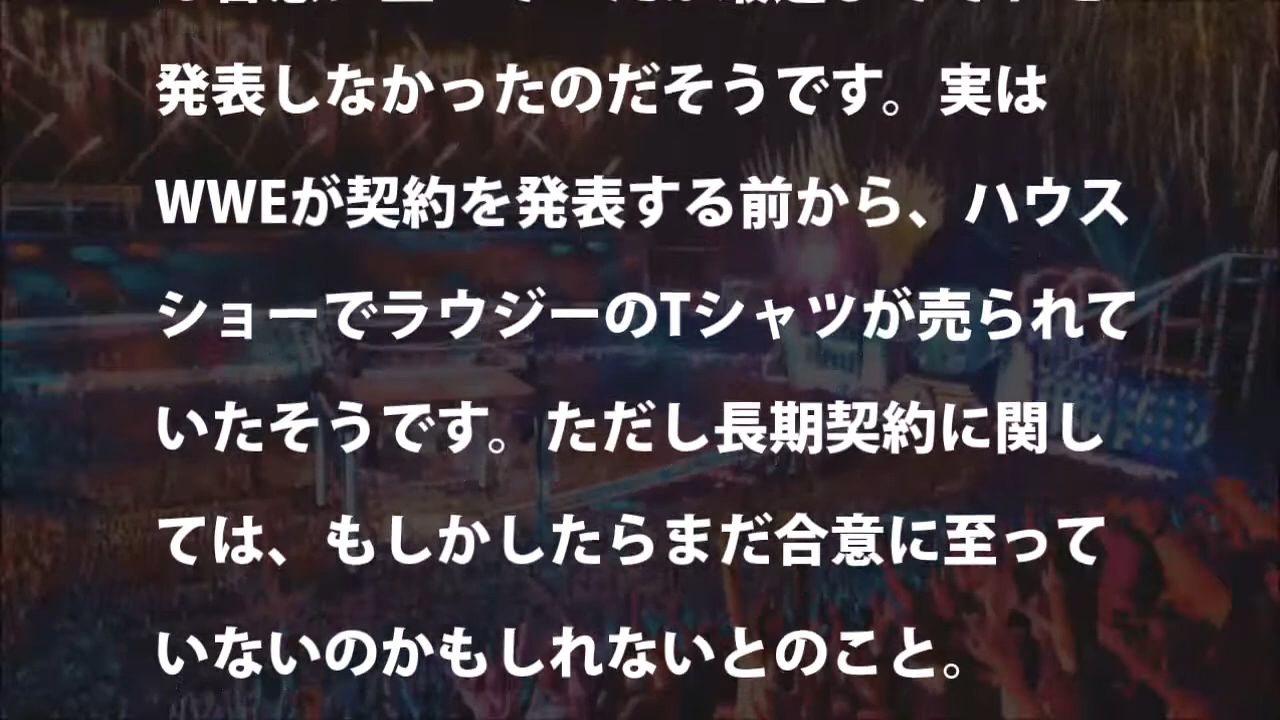 発表しなかったのだそうです。実は
WWEが契約を発表する前から、ハウス
ショーでラウジーのTシャツが売られて
いたそうです。ただし長期契約に関し
ては、もしかしたらまだ合意に至って
いないのかもしれないとのこと。